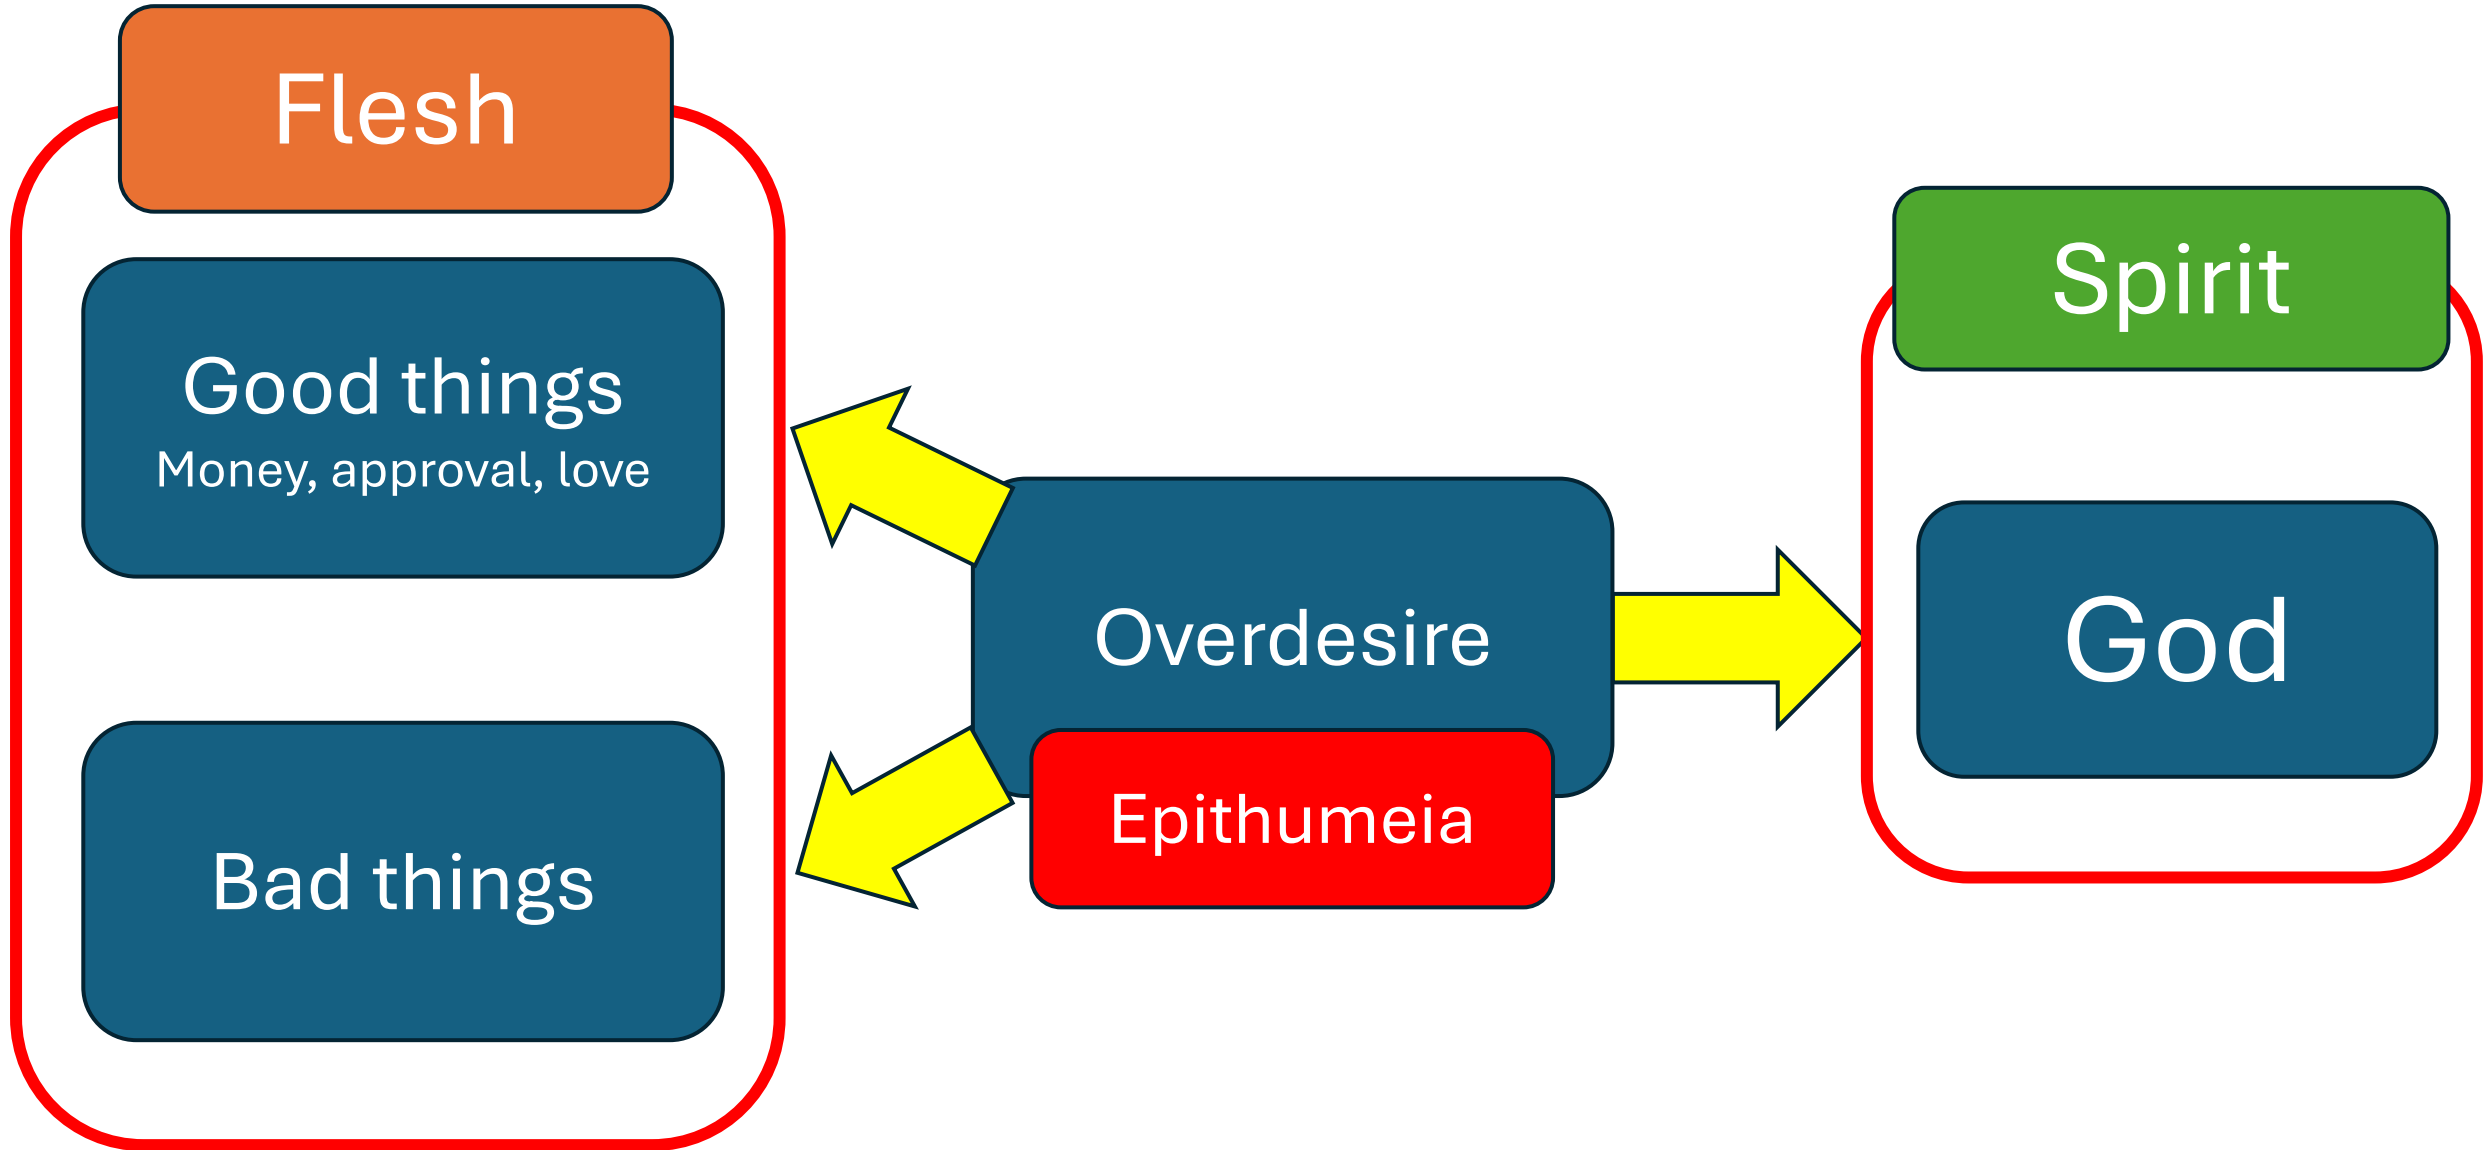 Flesh
Good things
Money, approval, love
Bad things
Overdesire
Epithumeia
Spirit
God